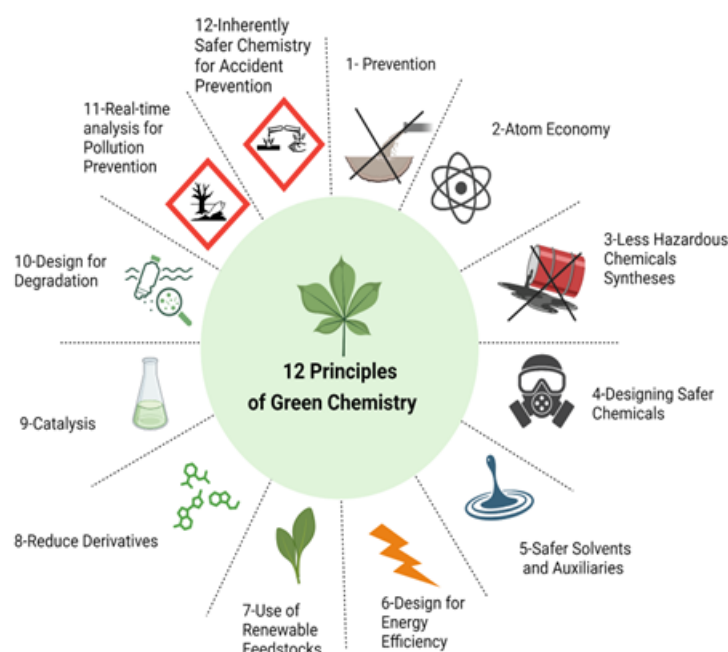 12 Principles
of Green Chemistry
1- Prevention
2-Atom Economy
3-Less Hazardous
Chemicals
Syntheses
4-Designing Safer
Chemicals
5-Safer Solvents
and Auxiliaries
6-Design for
Energy
Efficiency
7-Use of
Renewable
Feedstocks
8-Reduce Derivatives
9-Catalysis
10-Design for
Degradation
11-Real-time
analysis for
Pollution
Prevention
12-Inherently
Safer Chemistry
for Accident
Prevention